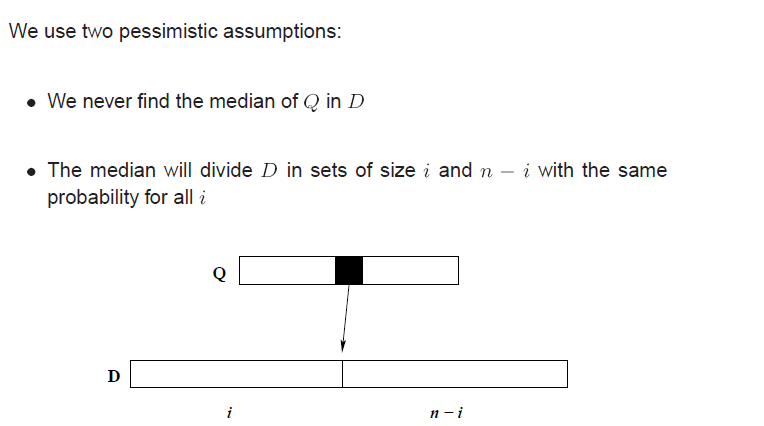 We use two pessimistic assumptions:
• We never find the median of Q in D
• The median will divide D in sets of size i and n − i with the same
probability for all i
Q
D
i
n − i